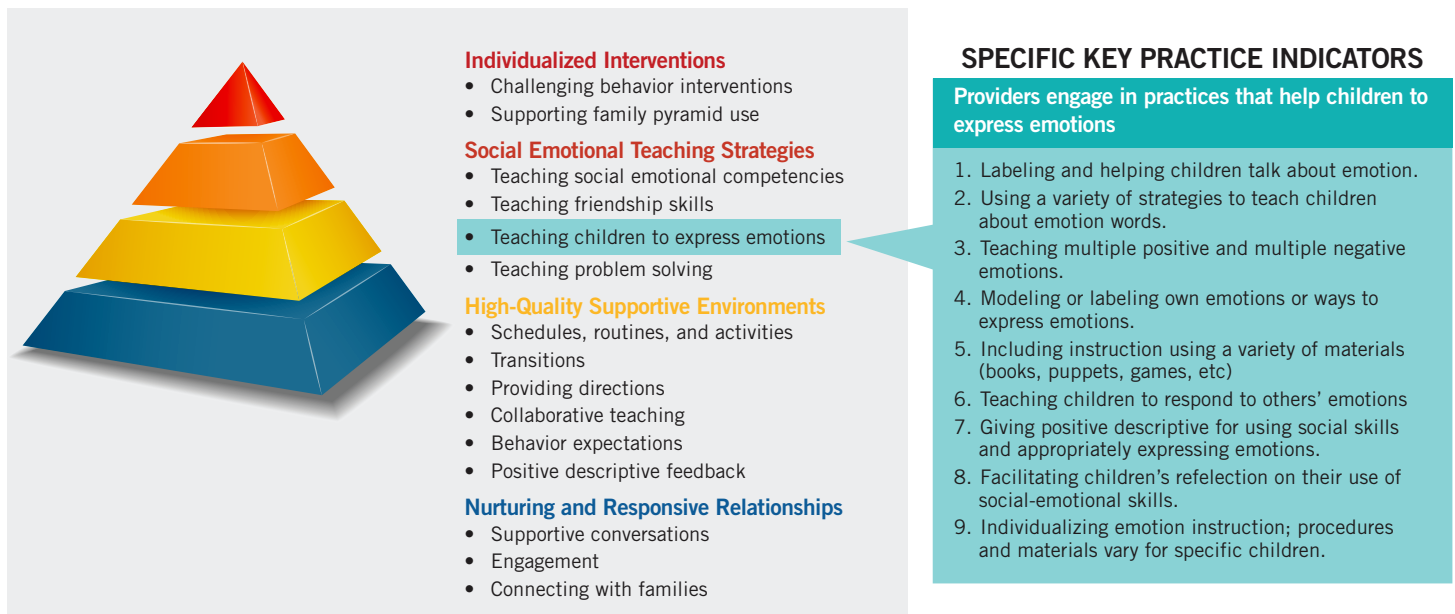 Individualized Interventions
• Challenging behavior interventions
• Supporting family pyramid use
Social Emotional Teaching Strategies
• Teaching social emotional competencies
• Teaching friendship skills
• Teaching children to express emotions
• Teaching problem solving
High-Quality Supportive Environments
• Schedules, routines, and activities
• Transitions
• Providing directions
• Collaborative teaching
• Behavior expectations
• Positive descriptive feedback
Nurturing and Responsive Relationships
• Supportive conversations
• Engagement
• Connecting with families
SPECIFIC KEY PRACTICE INDICATORS
Providers engage in practices that help children to
express emotions
1. Labeling and helping children talk about emotion.
2. Using a variety of strategies to teach children
about emotion words.
3. Teaching multiple positive and multiple negative
emotions.
4. Modeling or labeling own emotions or ways to
express emotions.
5. Including instruction using a variety of materials
(books, puppets, games, etc)
6. Teaching children to respond to others’ emotions
7. Giving positive descriptive for using social skills
and appropriately expressing emotions.
8. Facilitating children’s refelection on their use of
social-emotional skills.
9. Individualizing emotion instruction; procedures
and materials vary for specific children.